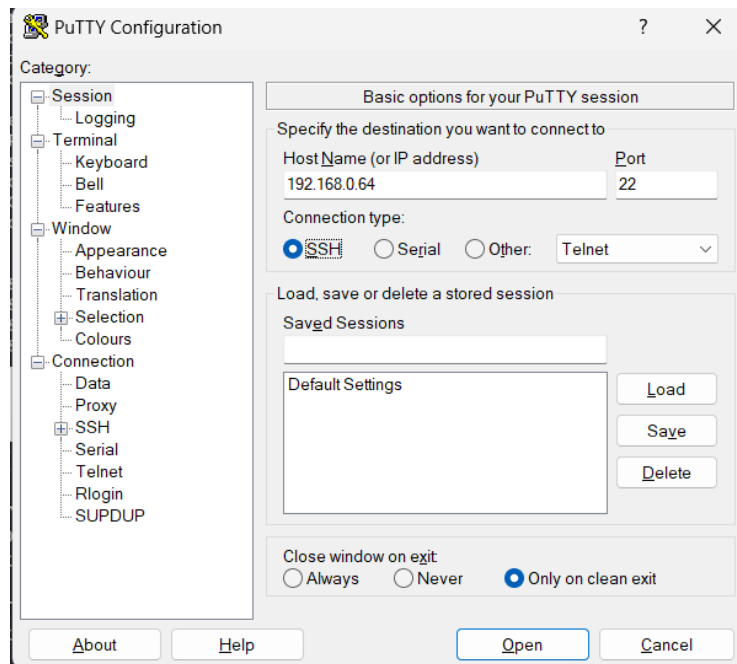 PuTTY Configuration ? X
Category:
Session
Logging
Terminal
Keyboard
Bell
Features
Window
Appearance
Behaviour
Translation
Selection
Colours
Connection
Data
Proxy
SSH
Serial
Telnet
Rlogin
SUPDUP
Basic options for your PuTTY session
Specify the destination you want to connect to
Host Name (or IP address) Port
192.168.0.64 22
Connection type:
SSH Serial Other: Telnet
Load, save or delete a stored session
Saved Sessions
Default Settings
Load
Save
Delete
Close window on exit:
Always Never Only on clean exit
About Help Open Cancel